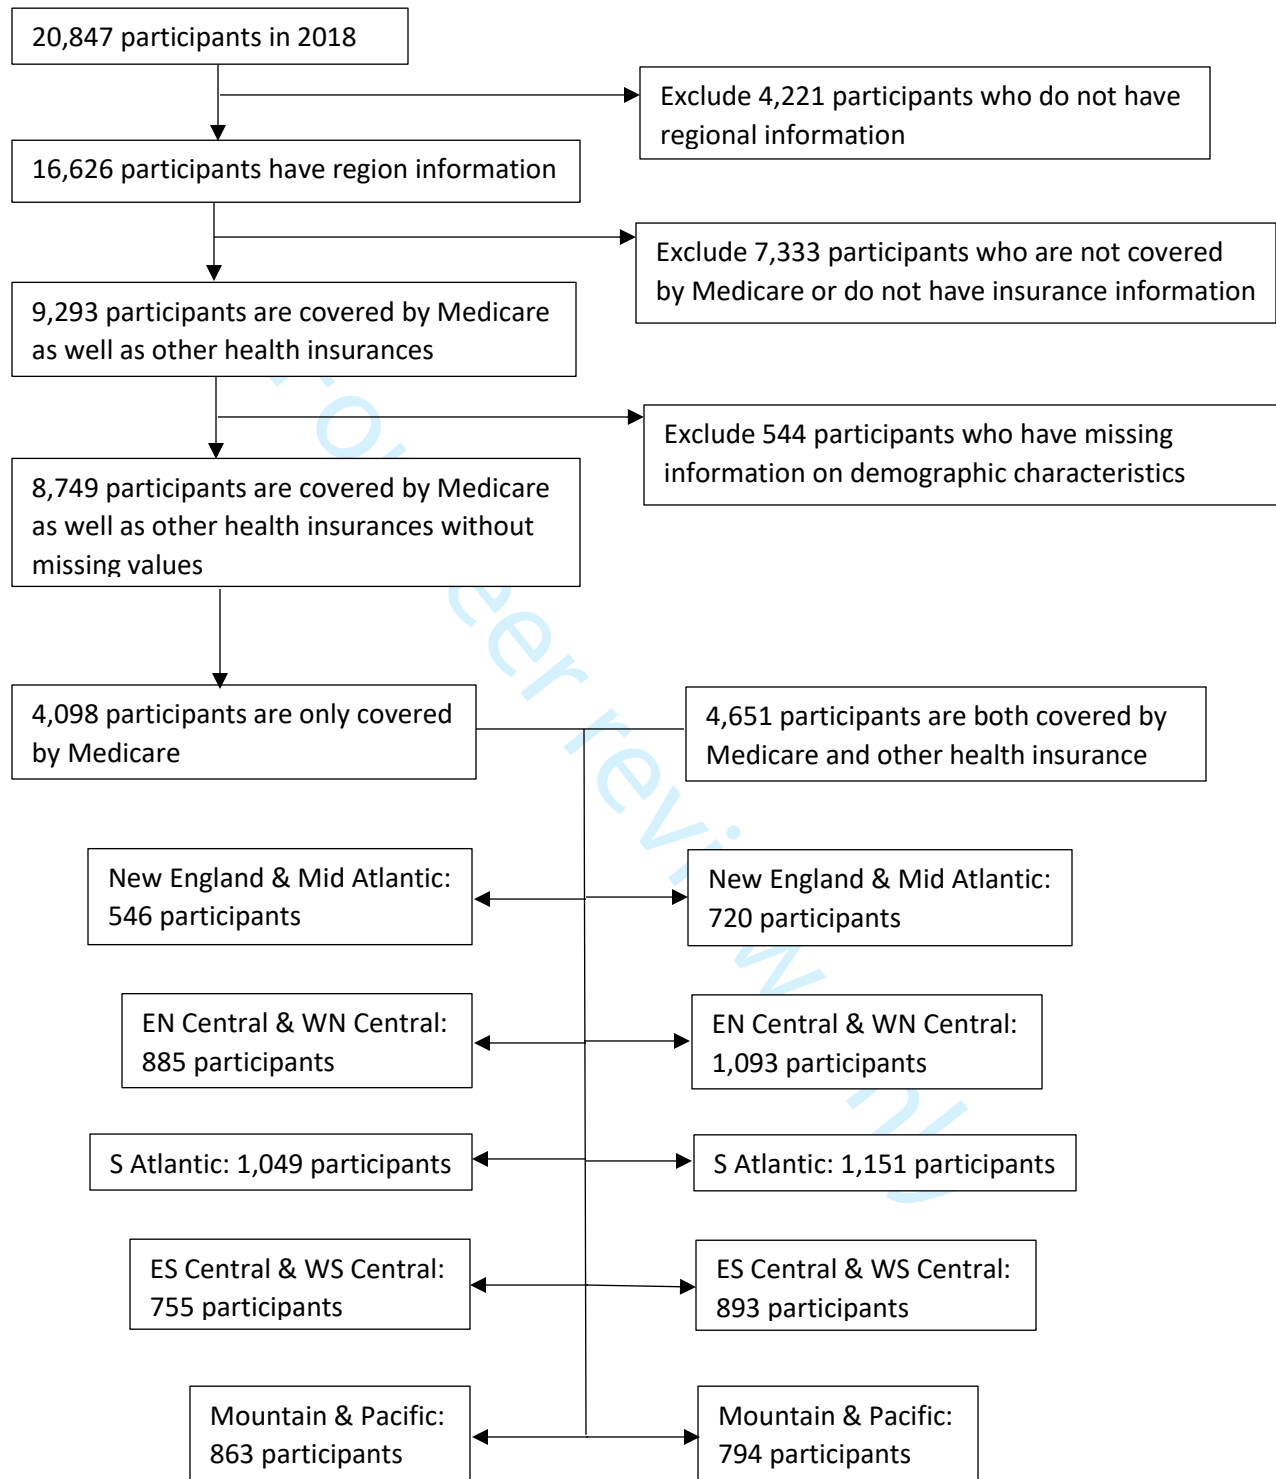 20,847 participants in 2018
Exclude 4,221 participants who do not have
regional information
16,626 participants have region information
Exclude 7,333 participants who are not covered
by Medicare or do not have insurance information
9,293 participants are covered by Medicare
as well as other health insurances
Exclude 544 participants who have missing
information on demographic characteristics
8,749 participants are covered by Medicare
as well as other health insurances without
missing values
4,098 participants are only covered
by Medicare
4,651 participants are both covered by
Medicare and other health insurance
New England & Mid Atlantic:
546 participants
New England & Mid Atlantic:
720 participants
EN Central & WN Central:
885 participants
EN Central & WN Central:
1,093 participants
S Atlantic: 1,049 participants
S Atlantic: 1,151 participants
ES Central & WS Central:
755 participants
ES Central & WS Central:
893 participants
Mountain & Pacific:
863 participants
Mountain & Pacific:
794 participants
eer review